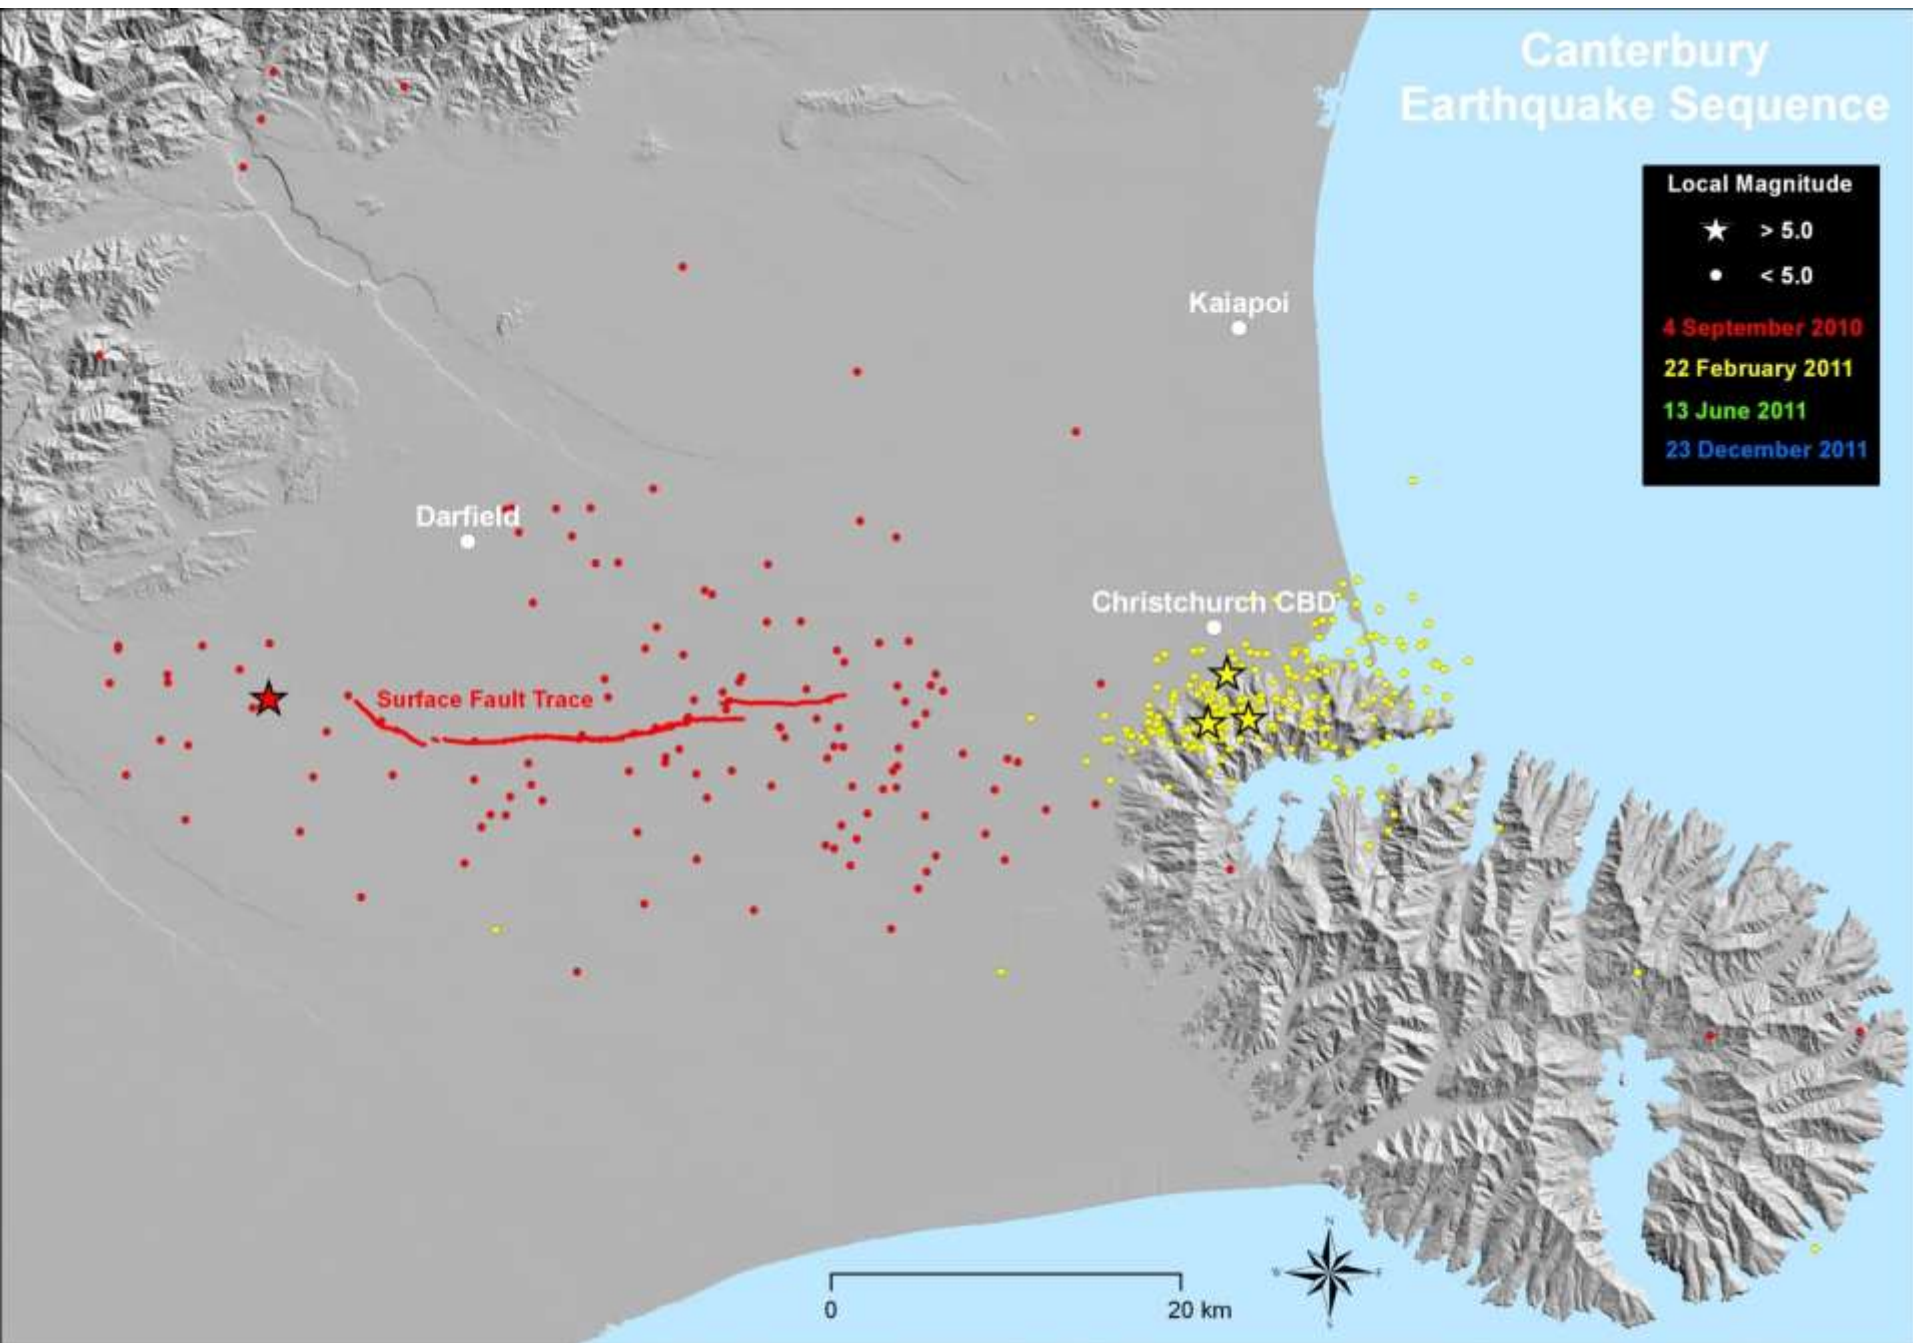 Canterbury
Earthquake Sequence
Local Magnitude
> 5.0
< 5.0
4 September 2010
22 February 2011
13 June 2011
23 December 2011
Kaiapoi
Darfield
Christchurch CBD
Surface Fault Trace
N
0
20 km